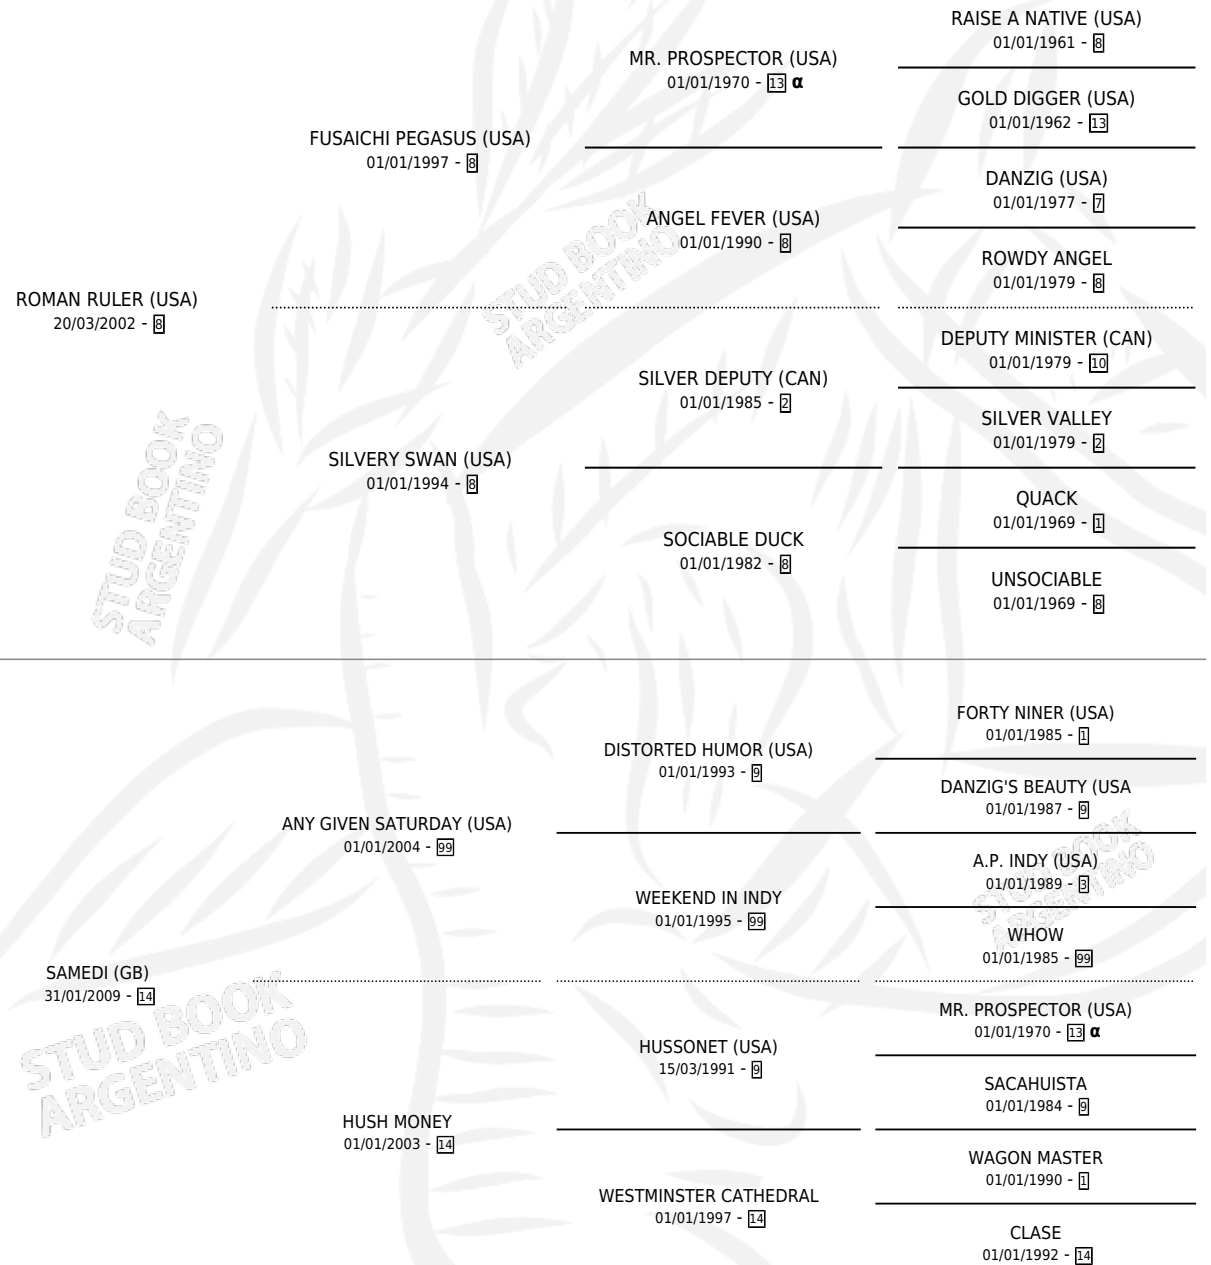 RAISE A NATIVE (USA)
01/01/1961 - 8
MR. PROSPECTOR (USA)
01/01/1970 - 13 α
GOLD DIGGER (USA)
01/01/1962 - 13
FUSAICHI PEGASUS (USA)
01/01/1997 - 8
DANZIG (USA)
01/01/1977 - 7
ANGEL FEVER (USA)
01/01/1990 - 8
ROWDY ANGEL
01/01/1979 - 8
ROMAN RULER (USA)
20/03/2002 - 8
DEPUTY MINISTER (CAN)
01/01/1979 - 10
SILVER DEPUTY (CAN)
01/01/1985 - 2
SILVER VALLEY
01/01/1979 - 2
SILVERY SWAN (USA)
01/01/1994 - 8
QUACK
01/01/1969 - 1
SOCIABLE DUCK
01/01/1982 - 8
UNSOCIABLE
01/01/1969 - 8
FORTY NINER (USA)
01/01/1985 - 1
DISTORTED HUMOR (USA)
01/01/1993 - 9
DANZIG'S BEAUTY (USA
01/01/1987 - 9
ANY GIVEN SATURDAY (USA)
01/01/2004 - 99
A.P. INDY (USA)
01/01/1989 - 3
WEEKEND IN INDY
01/01/1995 - 99
WHOW
01/01/1985 - 99
SAMEDI (GB)
31/01/2009 - 14
MR. PROSPECTOR (USA)
01/01/1970 - 13 α
HUSSONET (USA)
15/03/1991 - 9
SACAHUISTA
01/01/1984 - 9
HUSH MONEY
01/01/2003 - 14
WAGON MASTER
01/01/1990 - 1
WESTMINSTER CATHEDRAL
01/01/1997 - 14
CLASE
01/01/1992 - 14
STUD BOOK
ARGENTINO
STUD BOOK
ARGENTINO
STUD BOOK
ARGENTINO
STUD BOOK
ARGENTINO